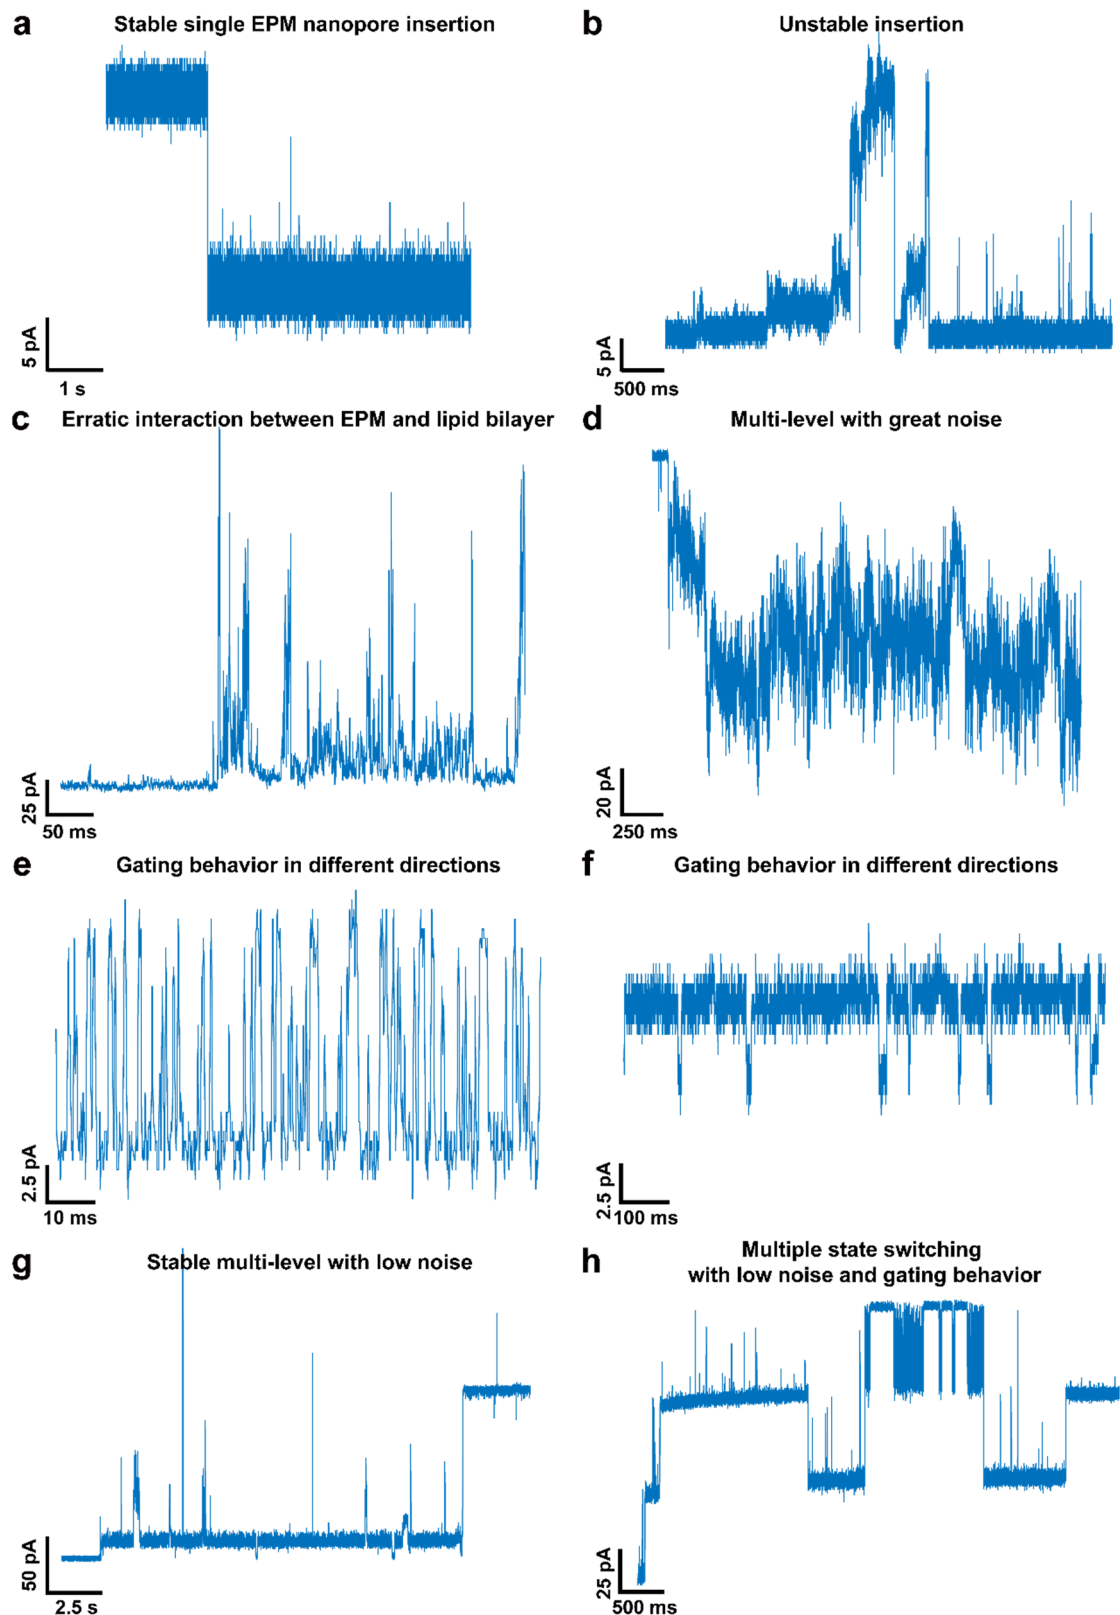 a Stable single EPM nanopore insertion
5 pA
1 s
b Unstable insertion
5 pA
500 ms
c Erratic interaction between EPM and lipid bilayer
25 pA
50 ms
d Multi-level with great noise
20 pA
250 ms
e Gating behavior in different directions
2.5 pA
10 ms
f Gating behavior in different directions
2.5 pA
100 ms
g Stable multi-level with low noise
50 pA
2.5 s
h Multiple state switching
with low noise and gating behavior
25 pA
500 ms